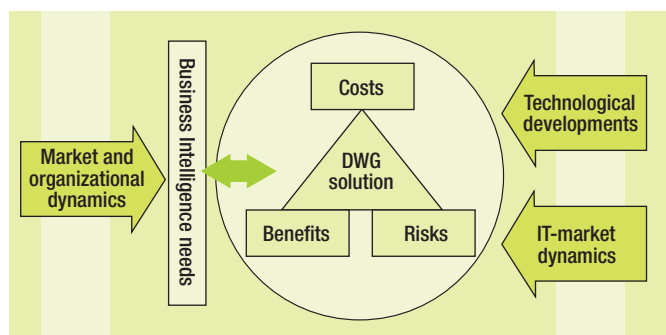 Market and
organizational
dynamics
Business Intelligence needs
Costs
DWG
solution
Benefits
Risks
Technological
developments
IT-market
dynamics